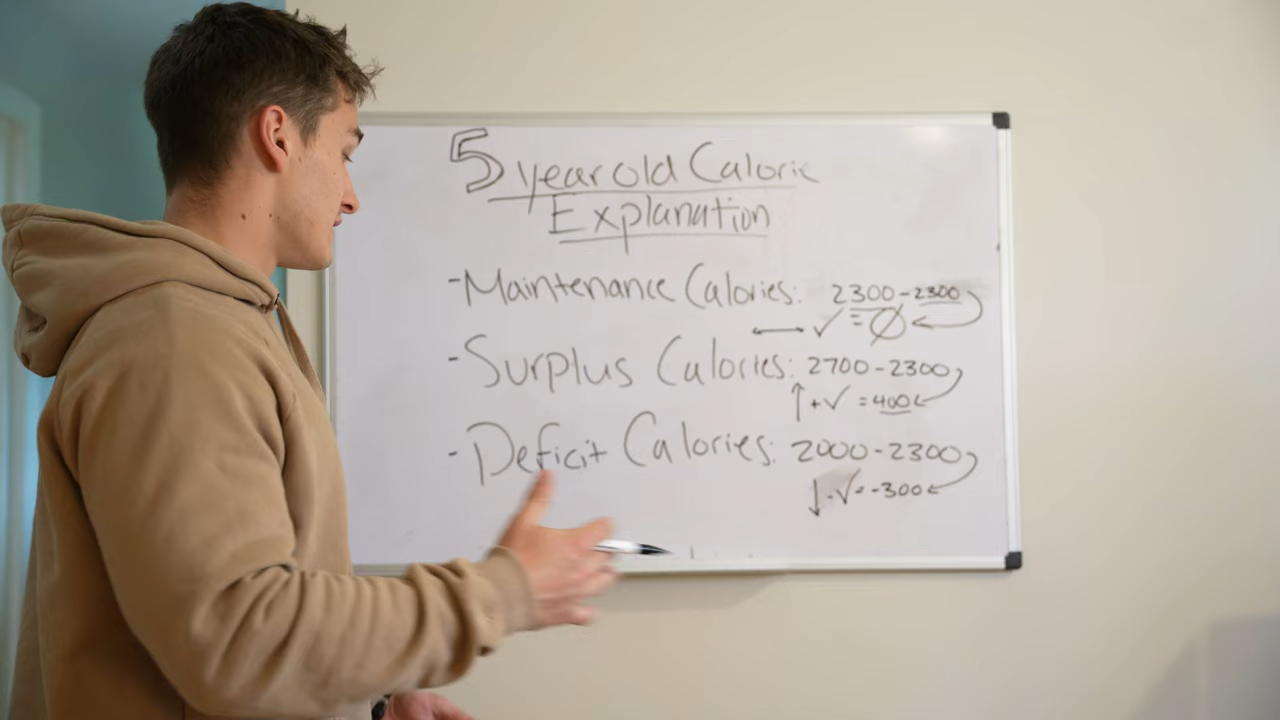 5 year old Calorie
Explanation
-Maintenance Calories: 2300-2300
↔ ✓ = Ø
-Surplus Calories: 2700-2300
↑+✓ =400
-Deficit Calories: 2000-2300
↓-✓= -300